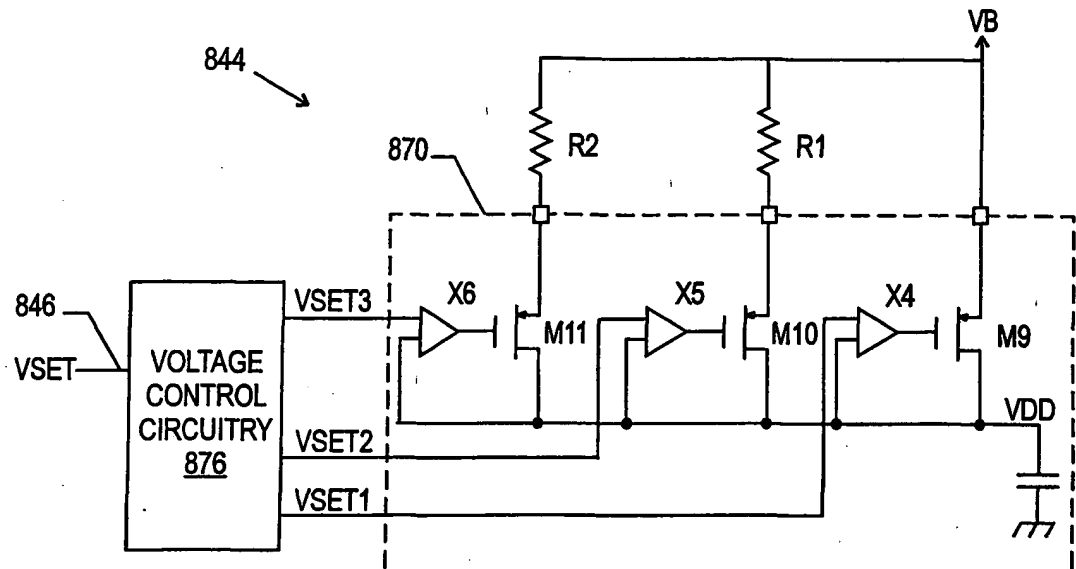 VB
844
R2
R1
870
846
VSET3
X6
X5
X4
M11
M10
M9
VSET
VOLTAGE
CONTROL
CIRCUITRY
876
VDD
VSET2
VSET1